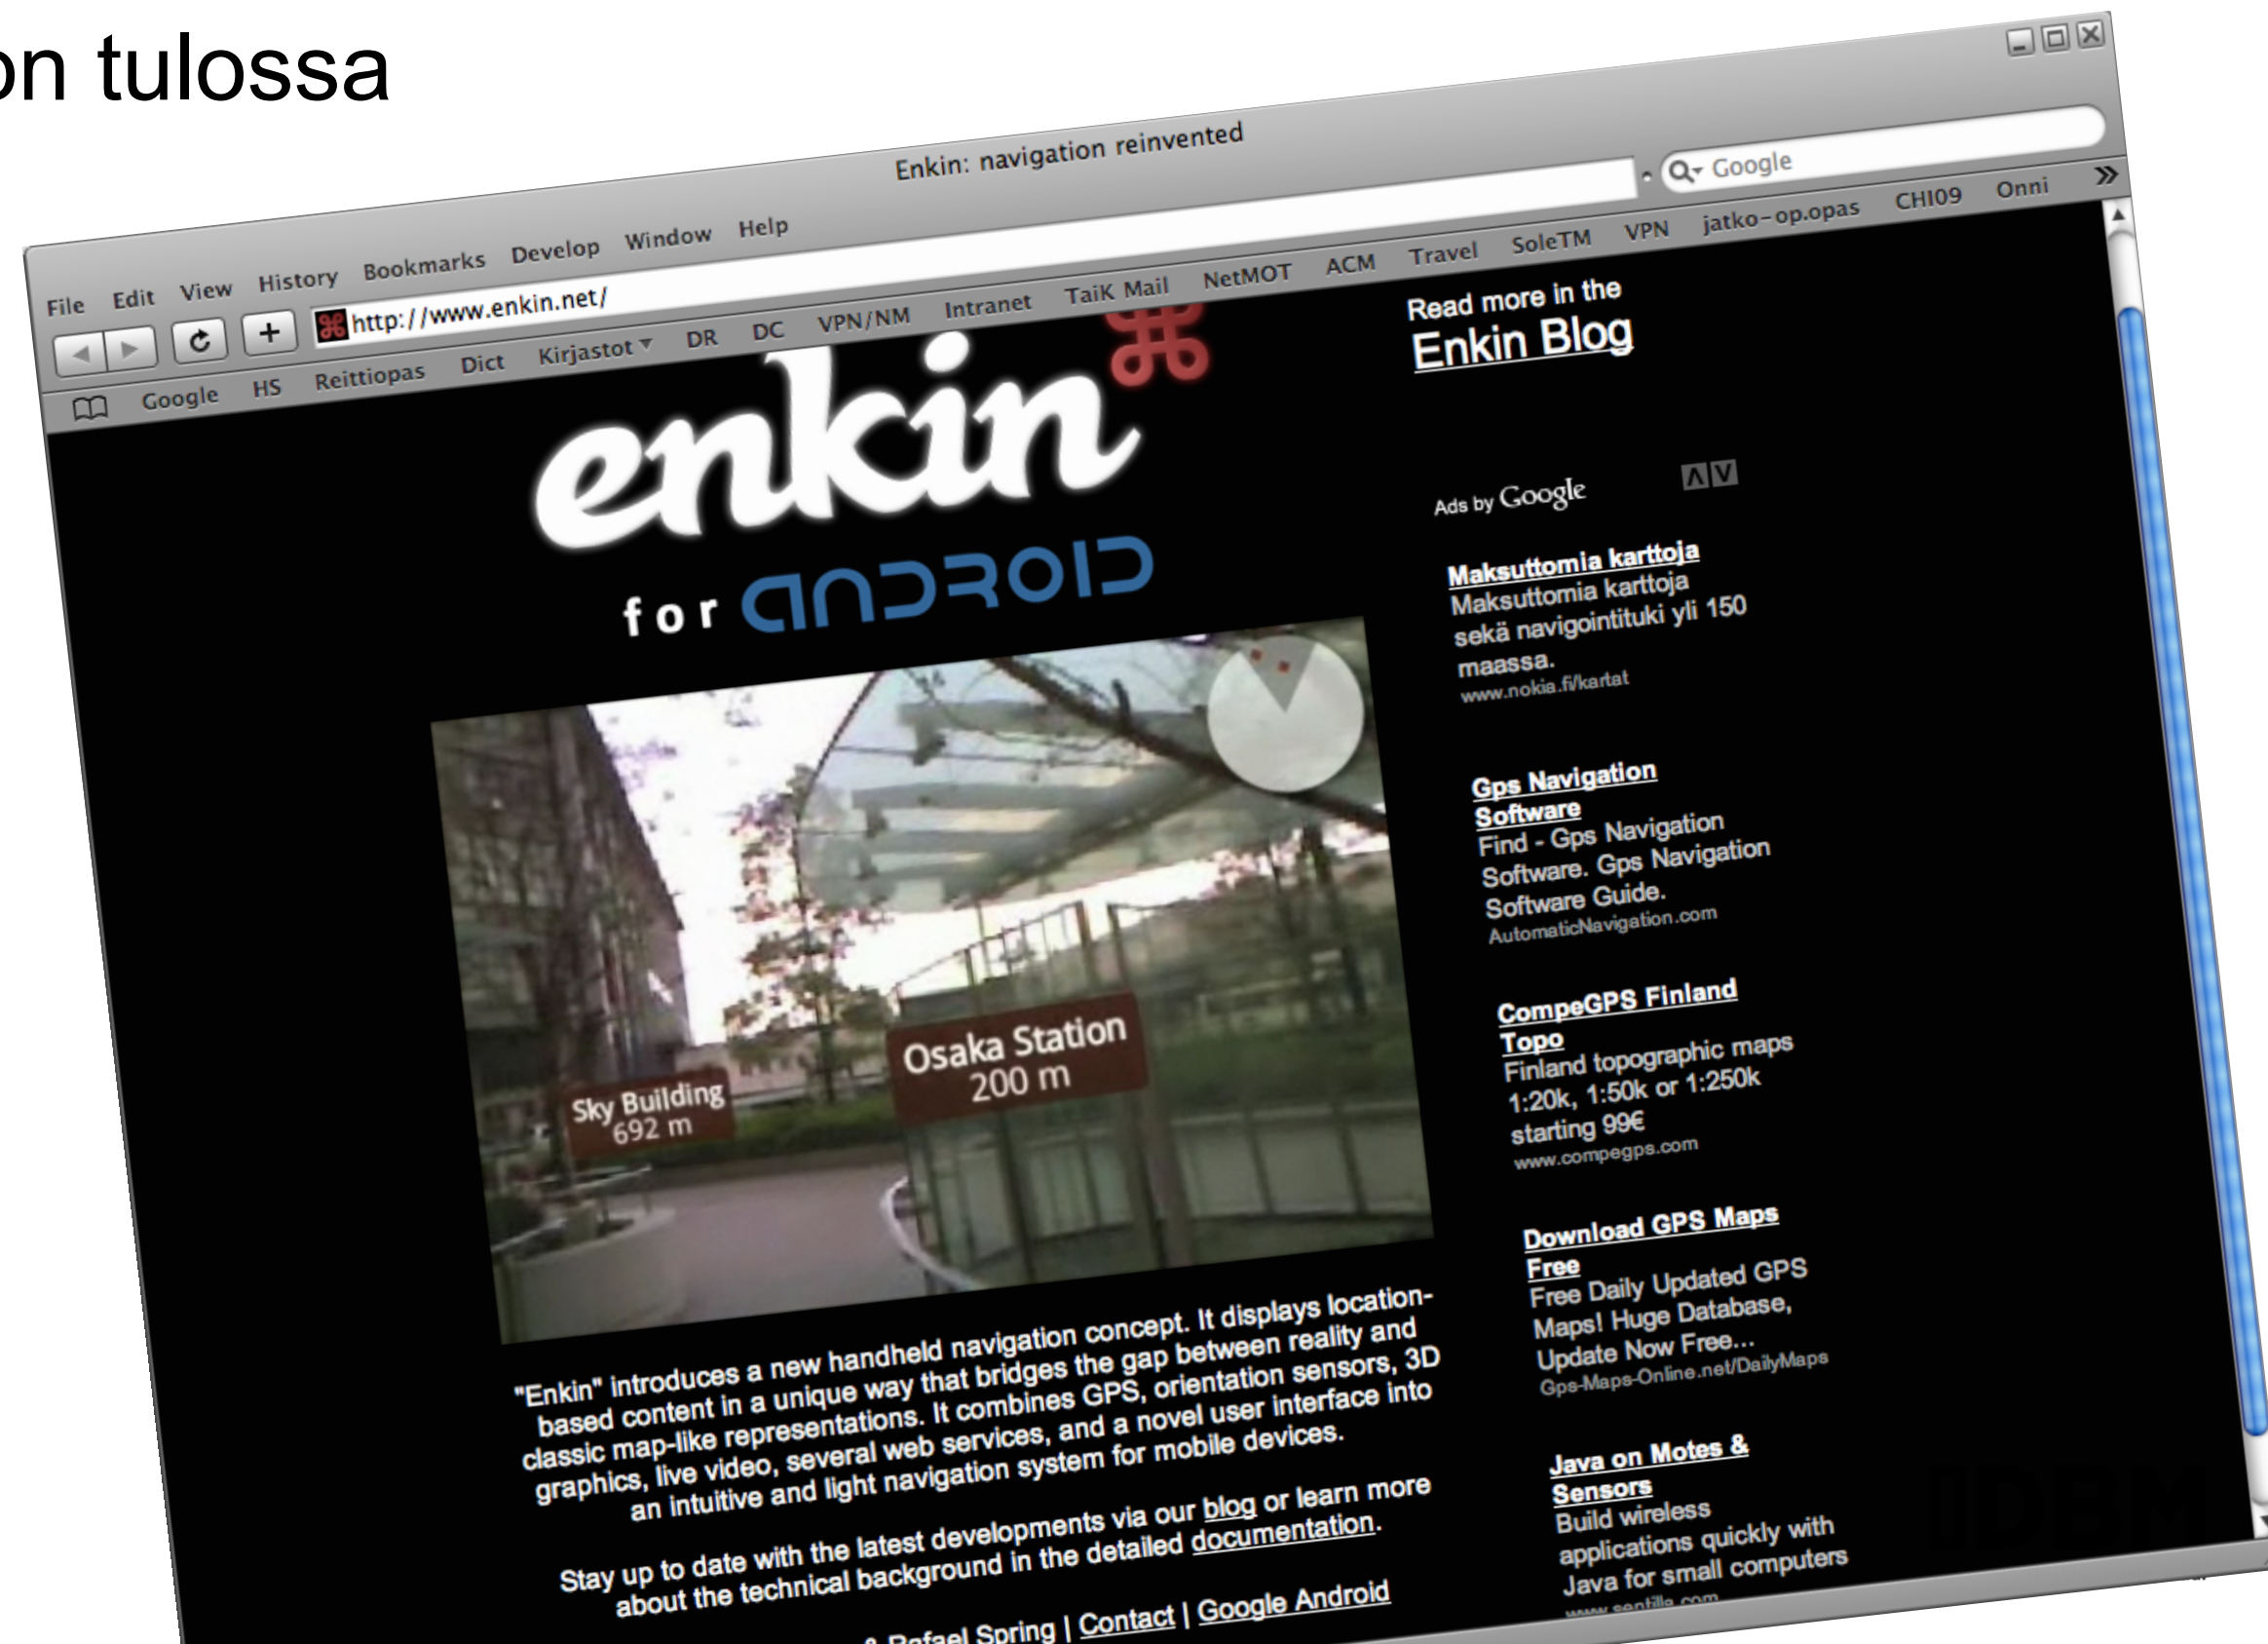 on tulossa
Enkin: navigation reinvented
File Edit View History Bookmarks Develop Window Help
http://www.enkin.net/
Google
Google HS Reittiopas Dict Kirjastot DR DC VPN/NM Intranet TaiK Mail NetMOT ACM Travel SoleTM VPN jatko-op.opas CHI09 Onni
enkin
for ANDROID
Sky Building
692 m
Osaka Station
200 m
"Enkin" introduces a new handheld navigation concept. It displays location-
based content in a unique way that bridges the gap between reality and
classic map-like representations. It combines GPS, orientation sensors, 3D
graphics, live video, several web services, and a novel user interface into
an intuitive and light navigation system for mobile devices.
Stay up to date with the latest developments via our blog or learn more
about the technical background in the detailed documentation.
& Rafael Spring | Contact | Google Android
Read more in the
Enkin Blog
Ads by Google
Maksuttomia karttoja
Maksuttomia karttoja
sekä navigointituki yli 150
maassa.
www.nokia.fi/kartat
Gps Navigation
Software
Find - Gps Navigation
Software. Gps Navigation
Software Guide.
AutomaticNavigation.com
CompeGPS Finland
Topo
Finland topographic maps
1:20k, 1:50k or 1:250k
starting 99€
www.compegps.com
Download GPS Maps
Free
Free Daily Updated GPS
Maps! Huge Database,
Update Now Free...
Gps-Maps-Online.net/DailyMaps
Java on Motes &
Sensors
Build wireless
applications quickly with
Java for small computers
www.sentilla.com